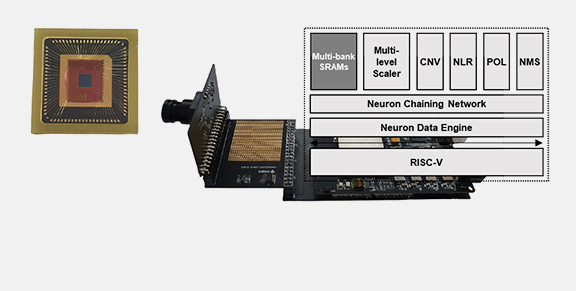 Multi-bank
SRAMs
Multi-
level
Scaler
CNV
NLR
POL
NMS
Neuron Chaining Network
Neuron Data Engine
RISC-V